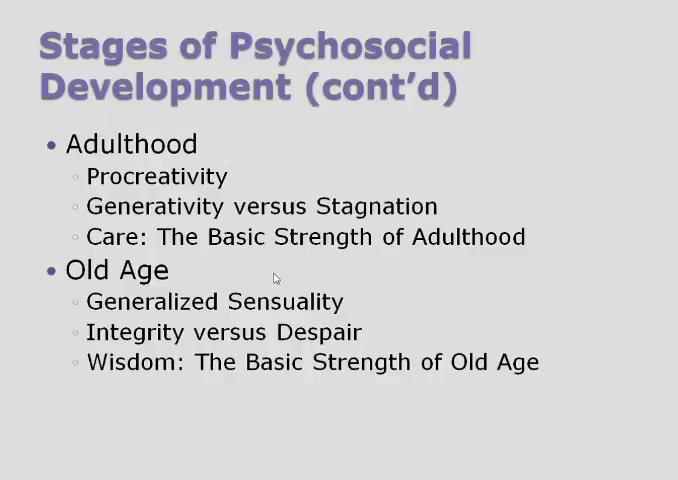 Stages of Psychosocial
Development (cont’d)
• Adulthood
◦ Procreativity
◦ Generativity versus Stagnation
◦ Care: The Basic Strength of Adulthood
• Old Age
◦ Generalized Sensuality
◦ Integrity versus Despair
◦ Wisdom: The Basic Strength of Old Age